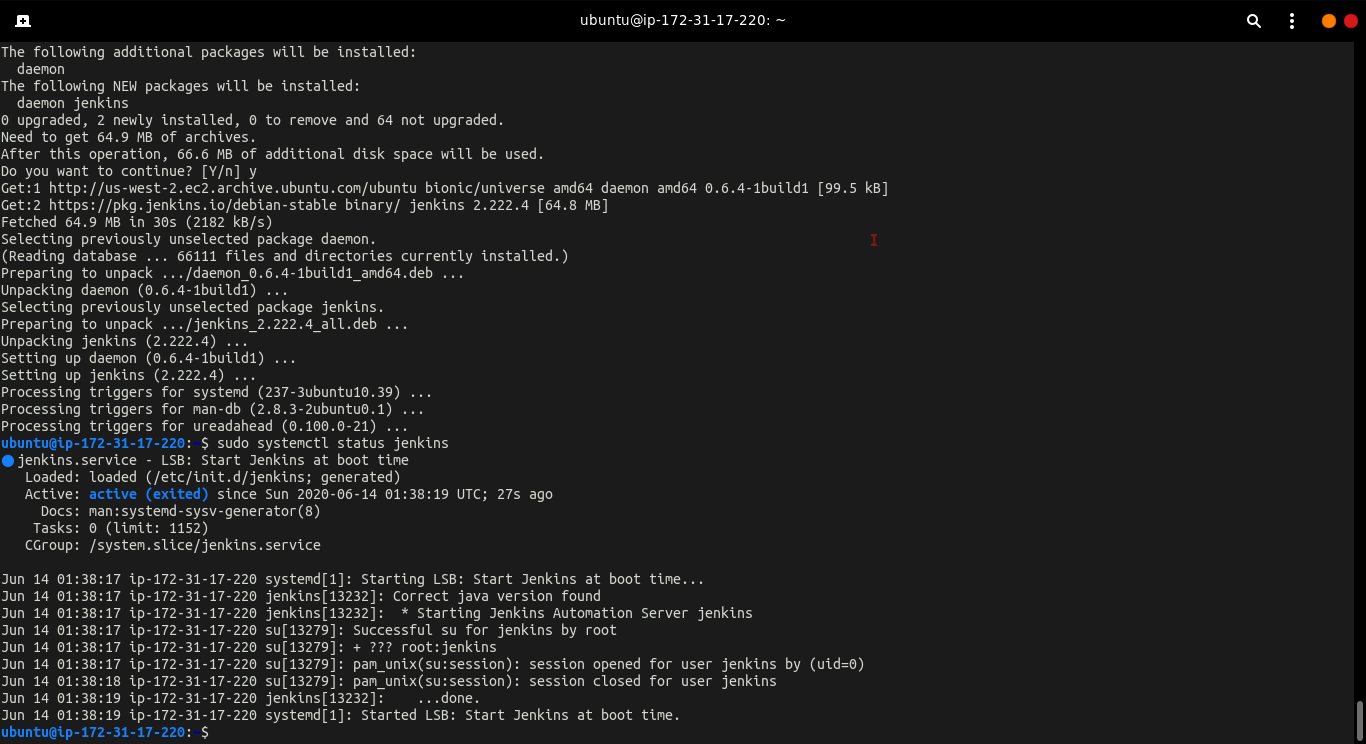 ubuntu@ip-172-31-17-220: ~
The following additional packages will be installed:
  daemon
The following NEW packages will be installed:
  daemon jenkins
0 upgraded, 2 newly installed, 0 to remove and 64 not upgraded.
Need to get 64.9 MB of archives.
After this operation, 66.6 MB of additional disk space will be used.
Do you want to continue? [Y/n] y
Get:1 http://us-west-2.ec2.archive.ubuntu.com/ubuntu bionic/universe amd64 daemon amd64 0.6.4-1build1 [99.5 kB]
Get:2 https://pkg.jenkins.io/debian-stable binary/ jenkins 2.222.4 [64.8 MB]
Fetched 64.9 MB in 30s (2182 kB/s)
Selecting previously unselected package daemon.
(Reading database ... 66111 files and directories currently installed.)
Preparing to unpack .../daemon_0.6.4-1build1_amd64.deb ...
Unpacking daemon (0.6.4-1build1) ...
Selecting previously unselected package jenkins.
Preparing to unpack .../jenkins_2.222.4_all.deb ...
Unpacking jenkins (2.222.4) ...
Setting up daemon (0.6.4-1build1) ...
Setting up jenkins (2.222.4) ...
Processing triggers for systemd (237-3ubuntu10.39) ...
Processing triggers for man-db (2.8.3-2ubuntu0.1) ...
Processing triggers for ureadahead (0.100.0-21) ...
ubuntu@ip-172-31-17-220:~$ sudo systemctl status jenkins
● jenkins.service - LSB: Start Jenkins at boot time
   Loaded: loaded (/etc/init.d/jenkins; generated)
   Active: active (exited) since Sun 2020-06-14 01:38:19 UTC; 27s ago
     Docs: man:systemd-sysv-generator(8)
    Tasks: 0 (limit: 1152)
   CGroup: /system.slice/jenkins.service
Jun 14 01:38:17 ip-172-31-17-220 systemd[1]: Starting LSB: Start Jenkins at boot time...
Jun 14 01:38:17 ip-172-31-17-220 jenkins[13232]: Correct java version found
Jun 14 01:38:17 ip-172-31-17-220 jenkins[13232]:  * Starting Jenkins Automation Server jenkins
Jun 14 01:38:17 ip-172-31-17-220 su[13279]: Successful su for jenkins by root
Jun 14 01:38:17 ip-172-31-17-220 su[13279]: + ??? root:jenkins
Jun 14 01:38:17 ip-172-31-17-220 su[13279]: pam_unix(su:session): session opened for user jenkins by (uid=0)
Jun 14 01:38:18 ip-172-31-17-220 su[13279]: pam_unix(su:session): session closed for user jenkins
Jun 14 01:38:19 ip-172-31-17-220 jenkins[13232]:    ...done.
Jun 14 01:38:19 ip-172-31-17-220 systemd[1]: Started LSB: Start Jenkins at boot time.
ubuntu@ip-172-31-17-220:~$